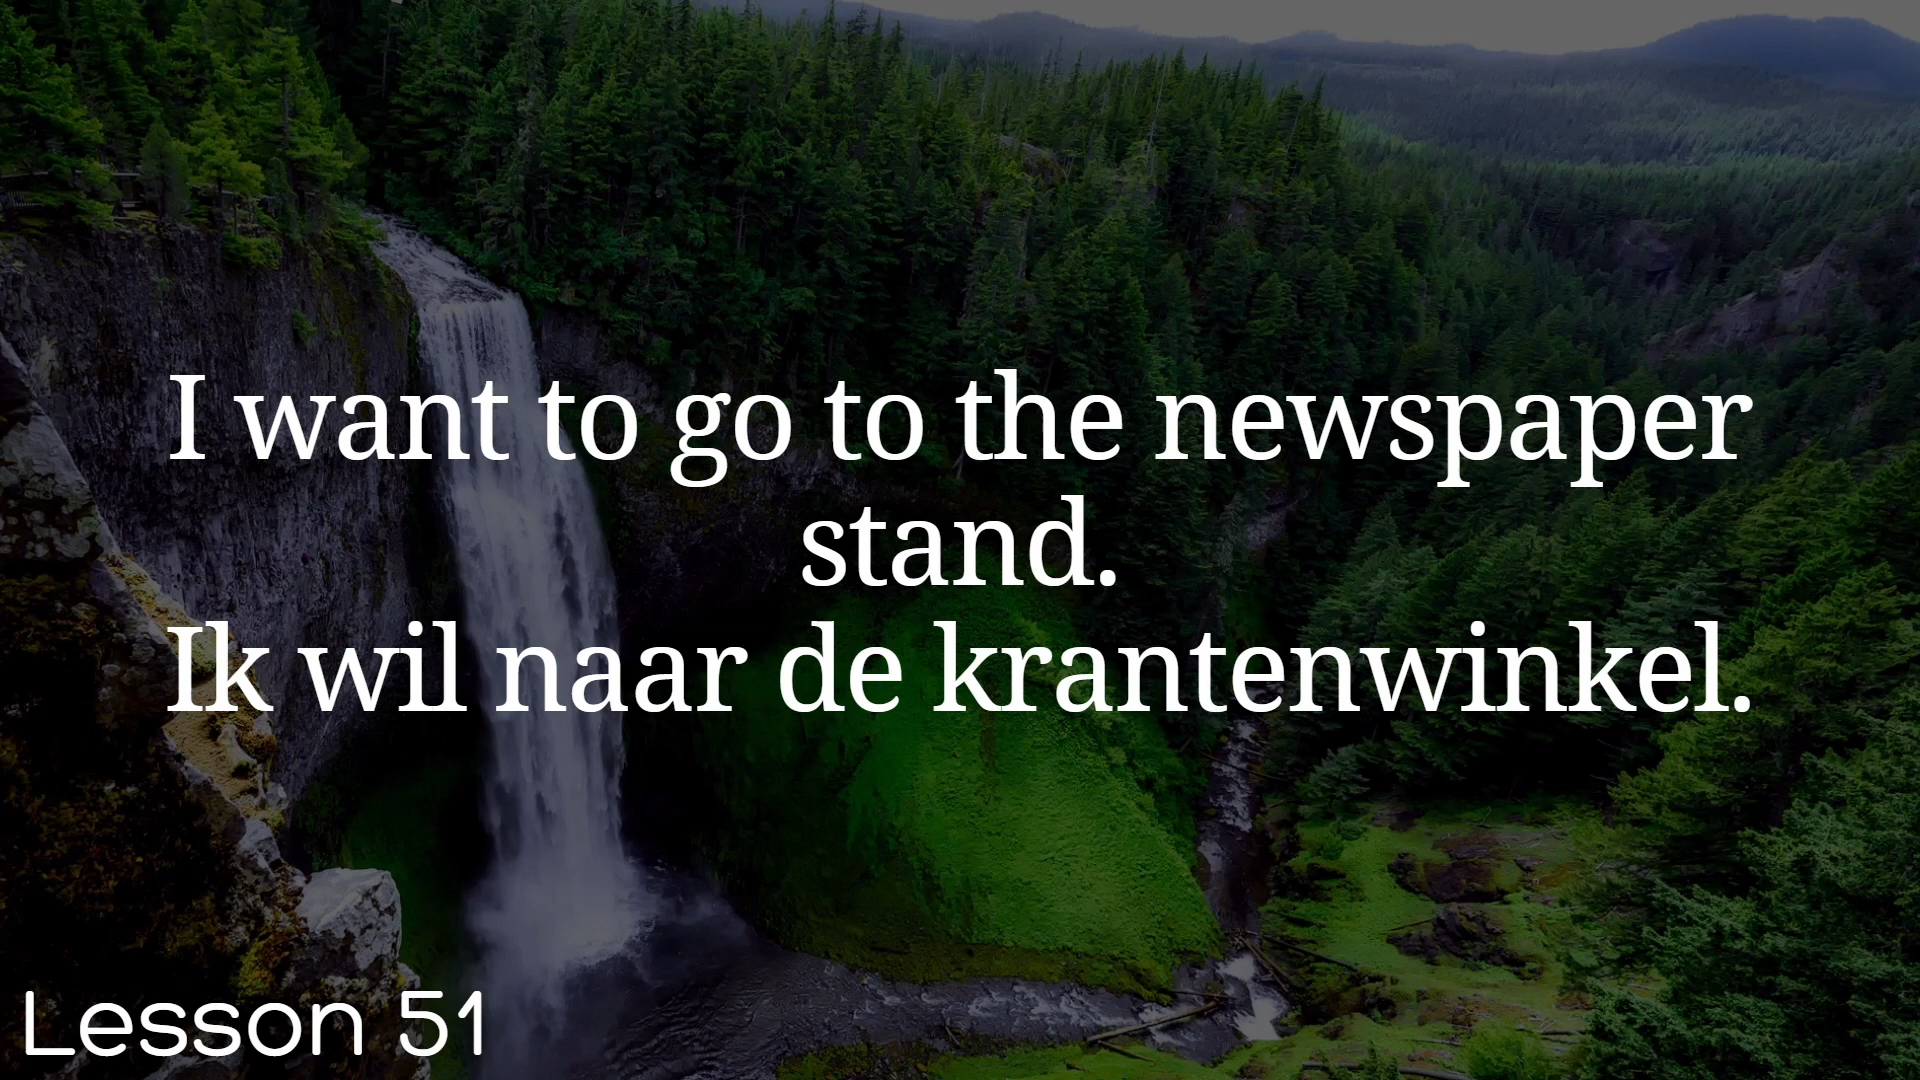 I want to go to the newspaper
stand.
Ik wil naar de krantenwinkel.
Lesson 51